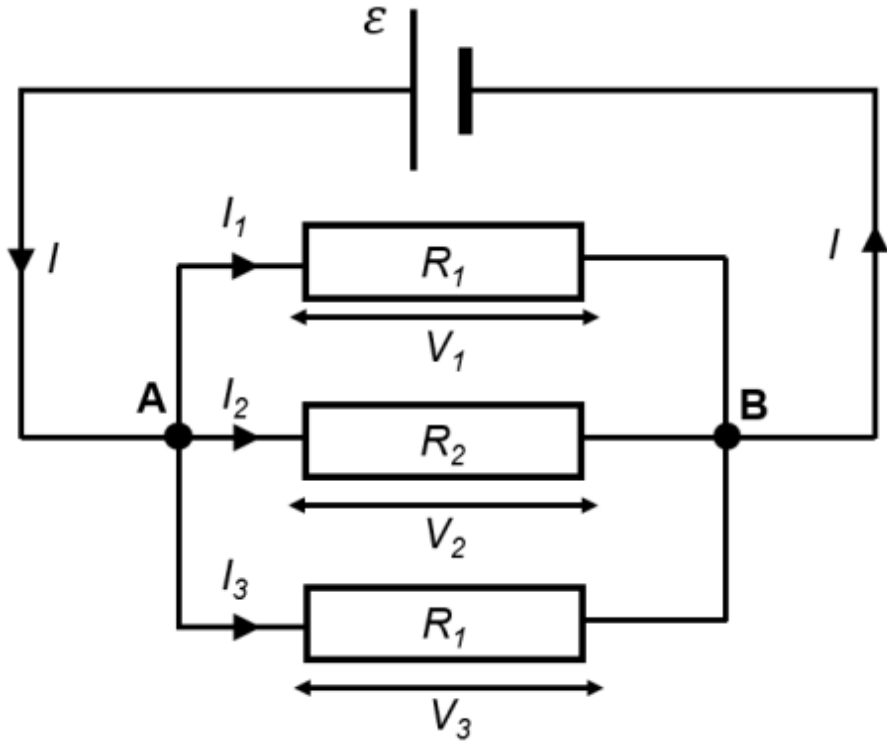 ε
I₁
R₁
I
I
V₁
A
I₂
B
R₂
V₂
I₃
R₁
V₃